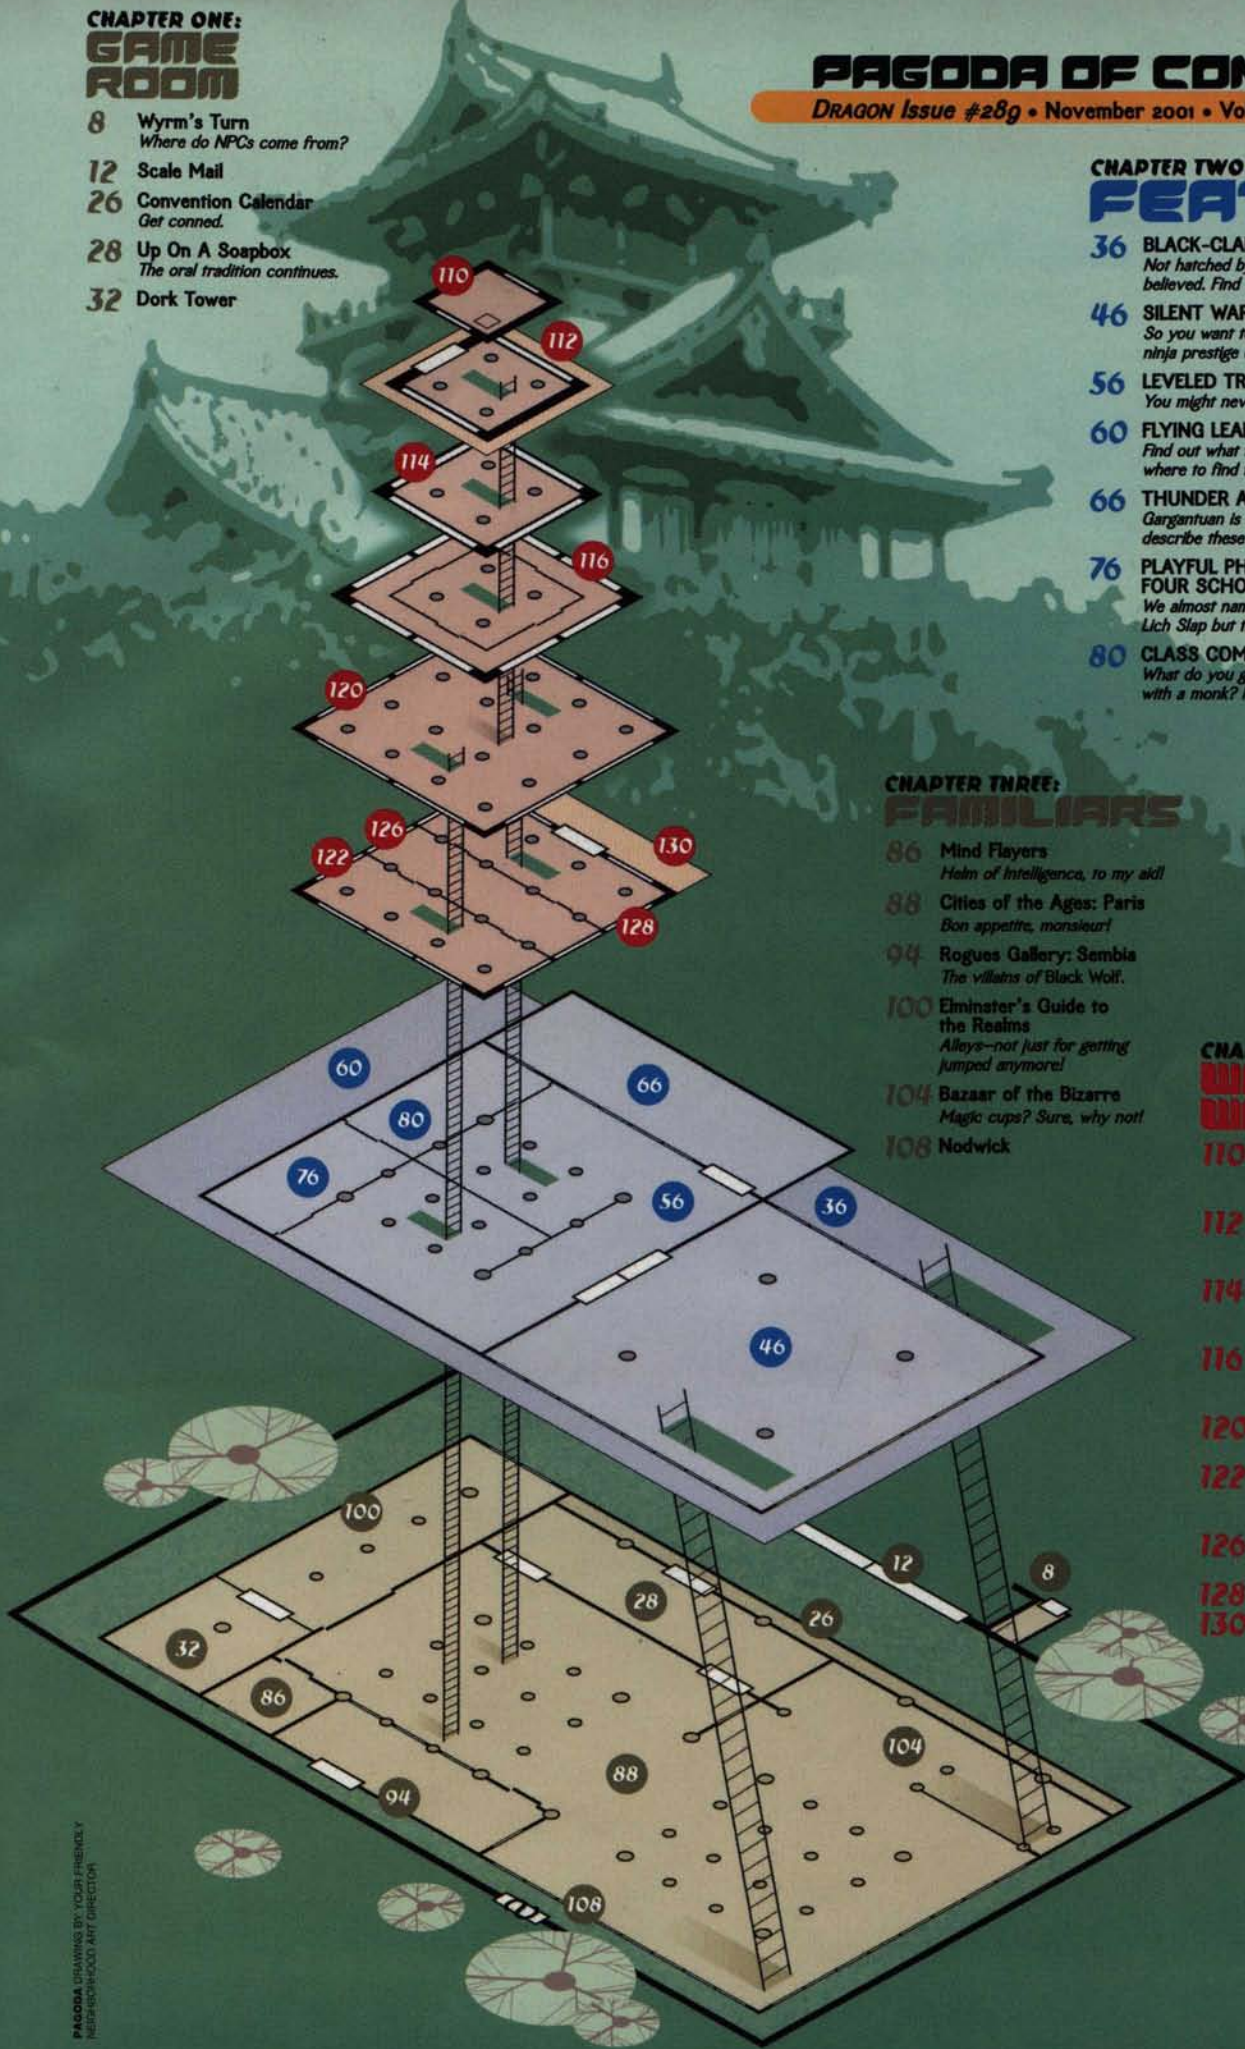 CHAPTER ONE:
GAME
ROOM
8 Wyrm's Turn
Where do NPCs come from?
12 Scale Mail
26 Convention Calendar
Get conned.
28 Up On A Soapbox
The oral tradition continues.
32 Dork Tower
PAGODA OF CON
DRAGON Issue #289 • November 2001 • Vo
CHAPTER TWO
FEAT
36 BLACK-CLA
Not hatched b
believed. Find
46 SILENT WAR
So you want t
ninja prestige
56 LEVELED TR
You might nev
60 FLYING LEA
Find out what
where to find
66 THUNDER A
Gargantuan is
describe these
76 PLAYFUL PH
FOUR SCHO
We almost nam
Lich Slap but t
80 CLASS COM
What do you g
with a monk?
CHAPTER THREE:
FAMILIARS
86 Mind Flayers
Helm of Intelligence, to my aid!
88 Cities of the Ages: Paris
Bon appetite, monsieur!
94 Rogues Gallery: Sembia
The villains of Black Wolf.
100 Elminster's Guide to
the Realms
Alleys—not just for getting
jumped anymore!
104 Bazaar of the Bizarre
Magic cups? Sure, why not!
108 Nodwick
CHA
110
112
114
116
120
122
126
128
130
110
112
114
116
120
126
122
130
128
60
66
80
76
56
36
46
100
12
8
28
26
32
86
104
88
94
108
PAGODA DRAWING BY YOUR FRIENDLY
NEIGHBORHOOD ART DIRECTOR